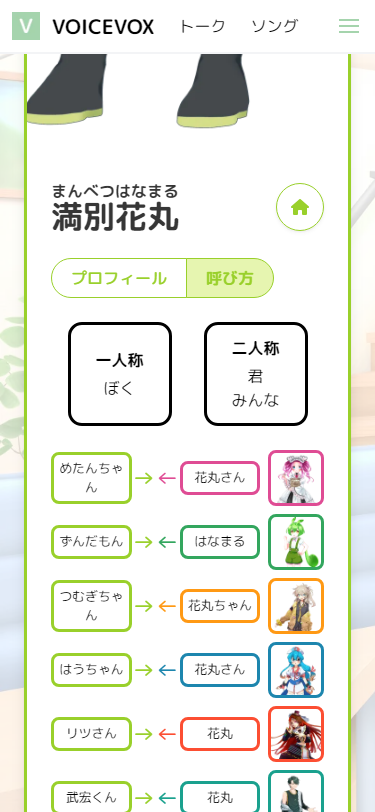 V VOICEVOX トーク ソング
まんべつはなまる
満別花丸
プロフィール 呼び方
一人称
ぼく
二人称
君
みんな
めたんちゃ
ん
花丸さん
ずんだもん
はなまる
つむぎちゃ
ん
花丸ちゃん
はうちゃん
花丸さん
リツさん
花丸
武宏くん
花丸